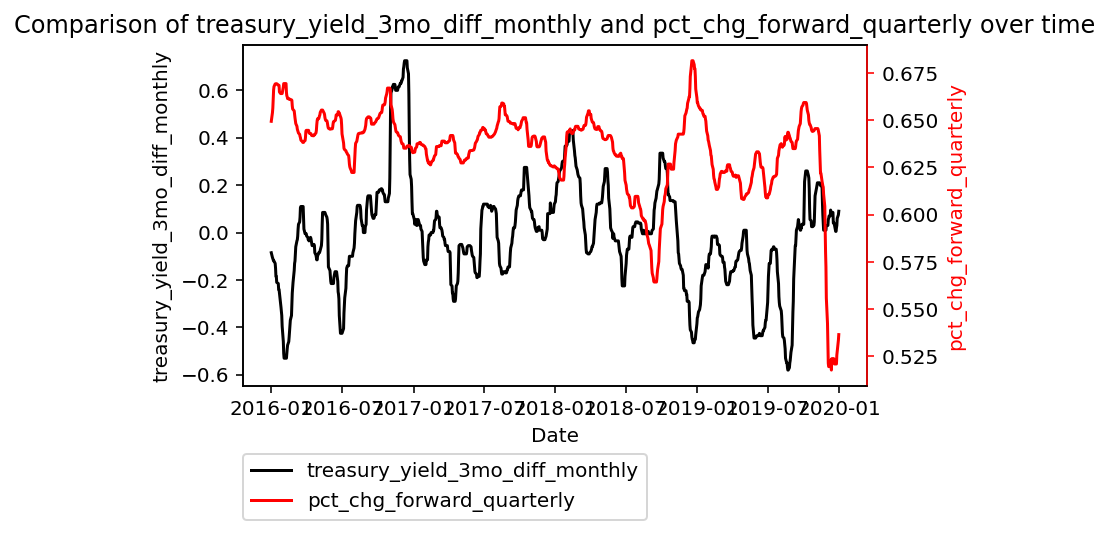 Comparison of treasury_yield_3mo_diff_monthly and pct_chg_forward_quarterly over time
treasury_yield_3mo_diff_monthly
0.6
0.4
0.2
0.0
−0.2
−0.4
−0.6
0.675
0.650
0.625
0.600
0.575
0.550
0.525
pct_chg_forward_quarterly
2016-01 2016-07 2017-01 2017-07 2018-01 2018-07 2019-01 2019-07 2020-01
Date
treasury_yield_3mo_diff_monthly
pct_chg_forward_quarterly